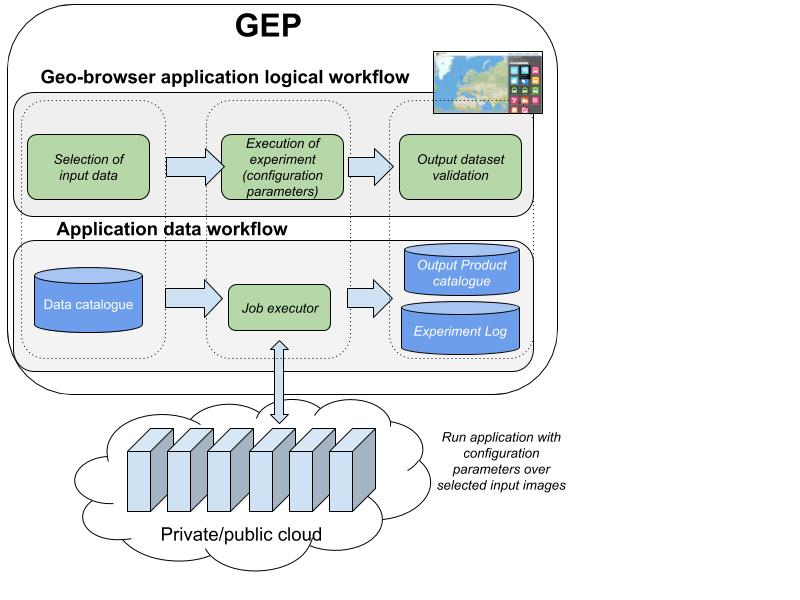 GEP
Geo-browser application logical workflow
Selection of
input data
Execution of
experiment
(configuration
parameters)
Output dataset
validation
Application data workflow
Data catalogue
Job executor
Output Product
catalogue
Experiment Log
Run application with
configuration
parameters over
selected input images
Private/public cloud